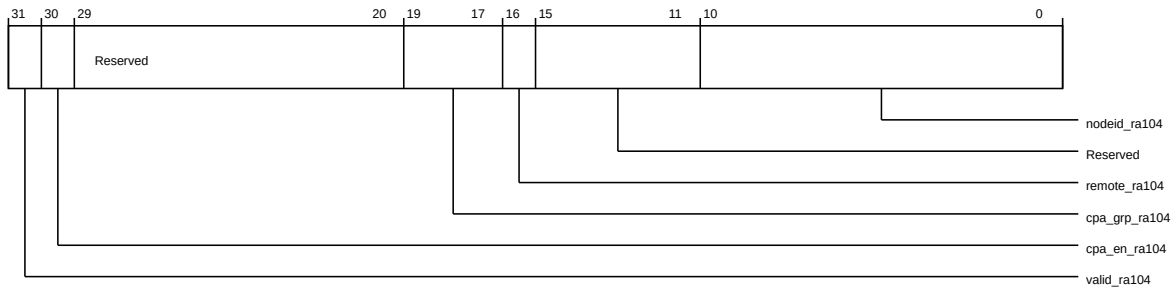 31 30 29 20 19 17 16 15 11 10 0
Reserved
nodeid_ra104
Reserved
remote_ra104
cpa_grp_ra104
cpa_en_ra104
valid_ra104